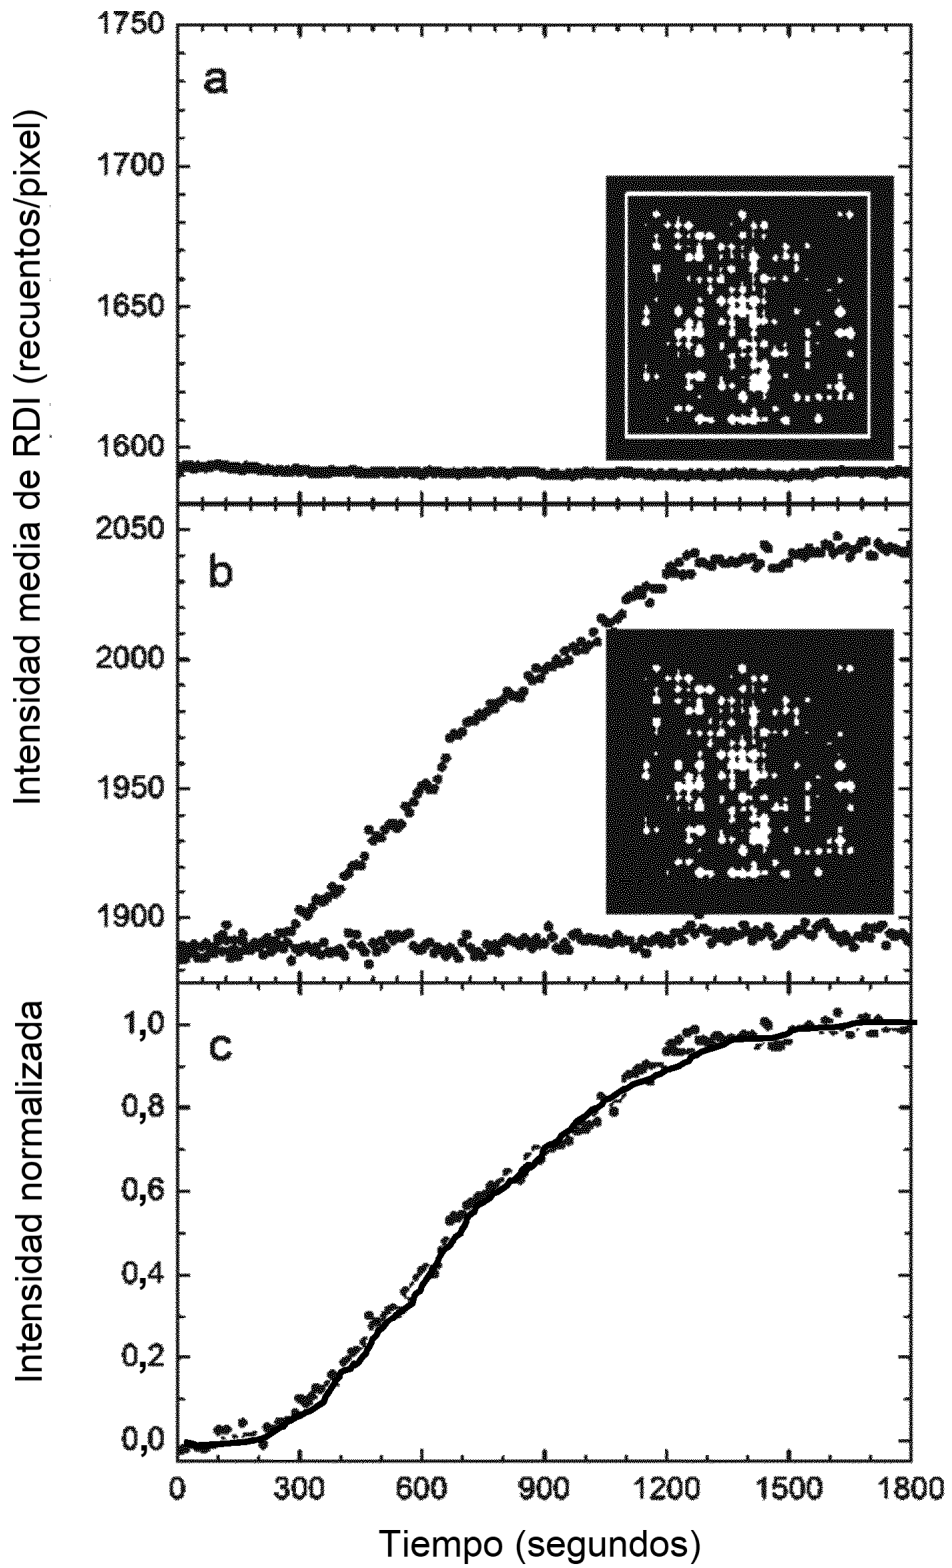 Intensidad media de RDI (recuentos/pixel)
1750
a
1700
1650
1600
2050
b
2000
1950
1900
Intensidad normalizada
1,0
c
0,8
0,6
0,4
0,2
0,0
0 300 600 900 1200 1500 1800
Tiempo (segundos)